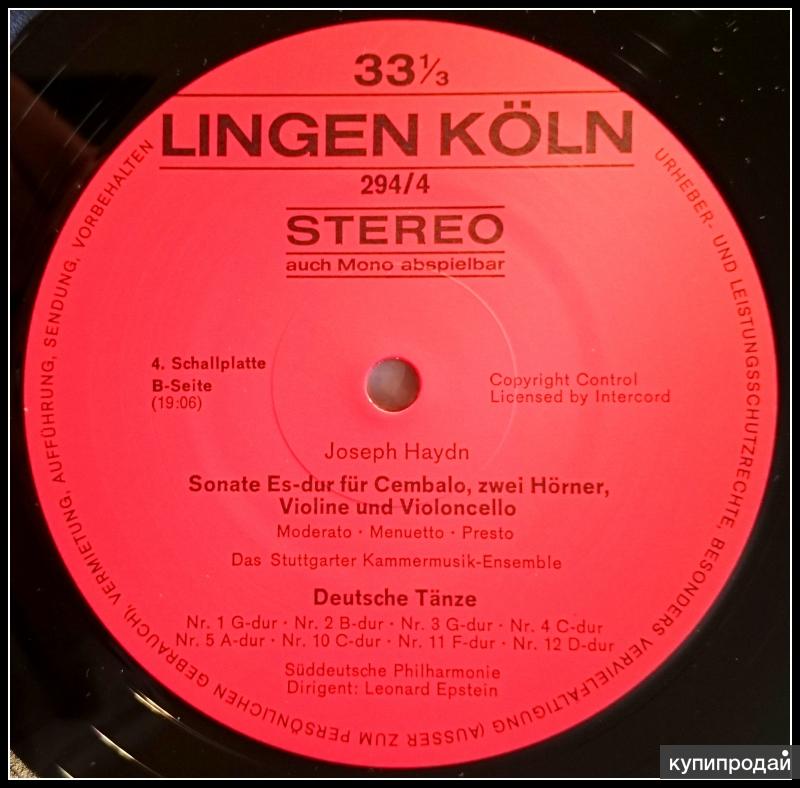 33 1/3
LINGEN KÖLN
294/4
STEREO
auch Mono abspielbar
4. Schallplatte
B-Seite
(19:06)
Copyright Control
Licensed by Intercord
Joseph Haydn
Sonate Es-dur für Cembalo, zwei Hörner,
Violine und Violoncello
Moderato · Menuetto · Presto
Das Stuttgarter Kammermusik-Ensemble
Deutsche Tänze
Nr. 1 G-dur · Nr. 2 B-dur · Nr. 3 G-dur · Nr. 4 C-dur
Nr. 5 A-dur · Nr. 10 C-dur · Nr. 11 F-dur · Nr. 12 D-dur
Süddeutsche Philharmonie
Dirigent: Leonard Epstein
URHEBER- UND LEISTUNGSSCHUTZRECHTE, BESONDERS VERVIELFÄLTIGUNG (AUSSER ZUM PERSÖNLICHEN GEBRAUCH), VERMIETUNG, AUFFÜHRUNG, SENDUNG, VORBEHALTEN
купипродай